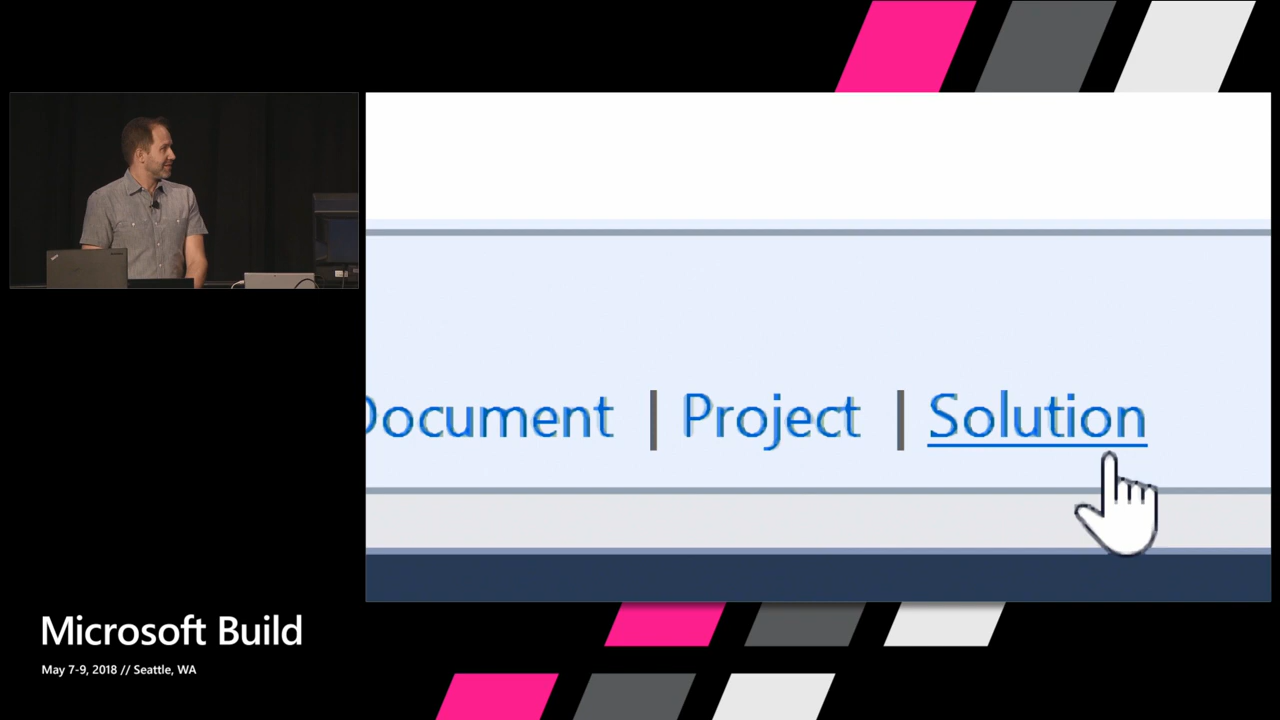 Document | Project | Solution
Microsoft Build
May 7-9, 2018 // Seattle, WA